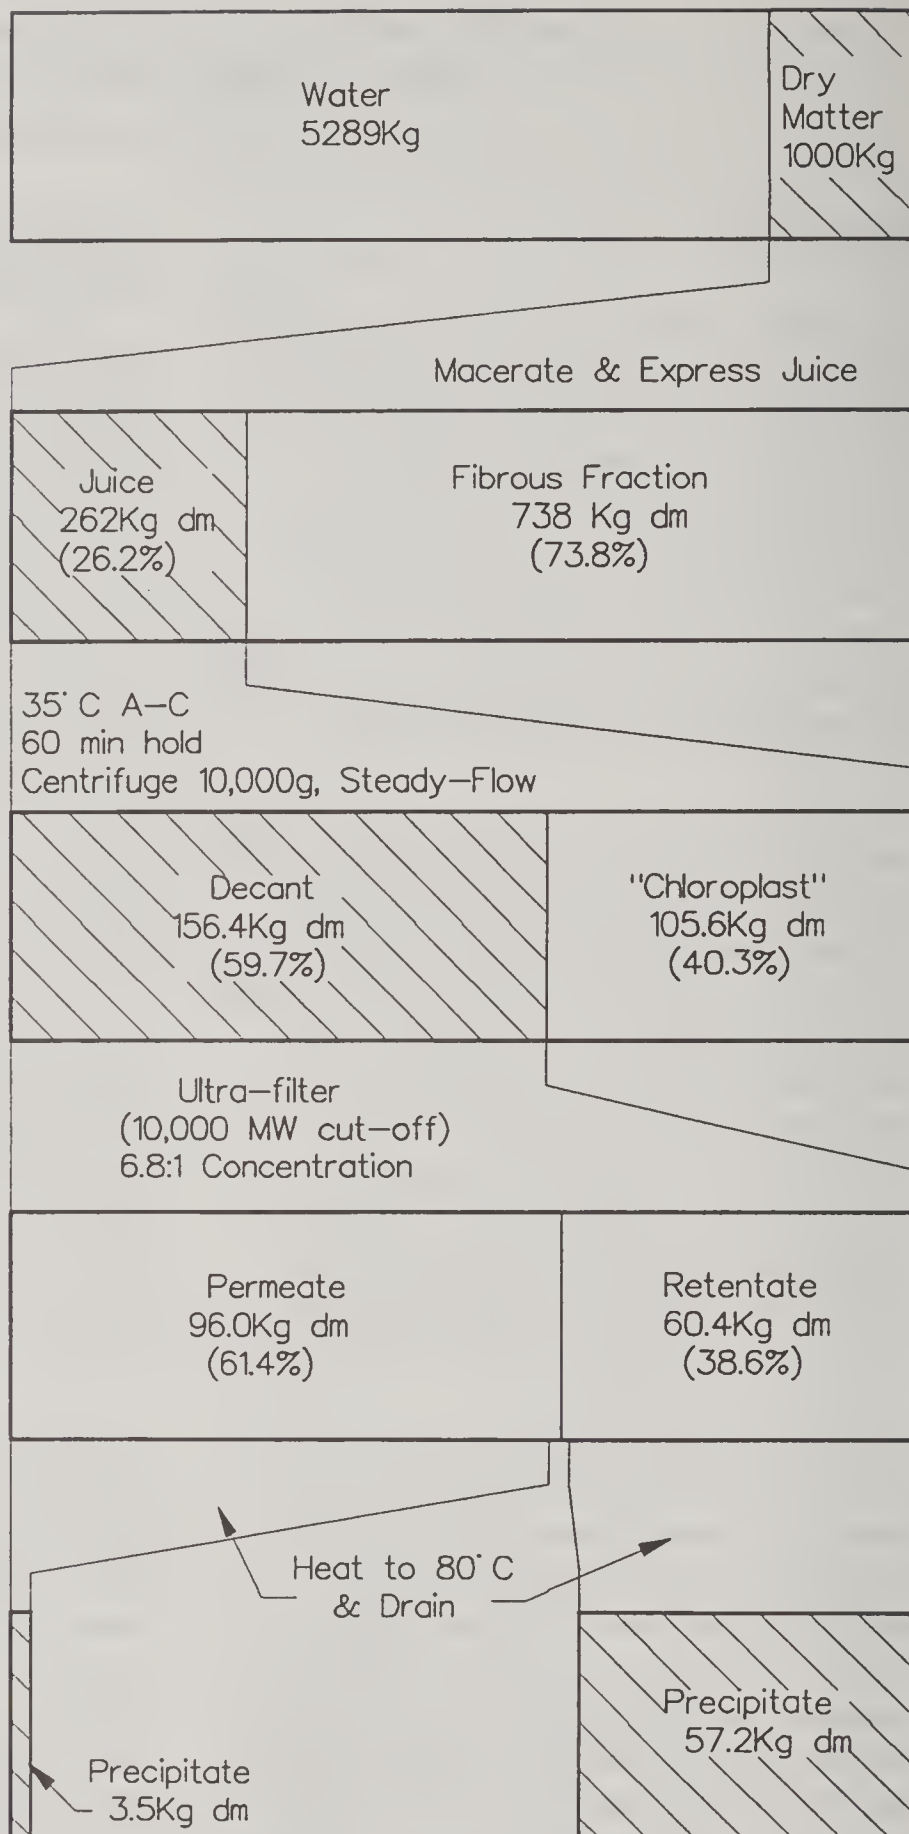 Water
5289Kg
Dry
Matter
1000Kg
Macerate & Express Juice
Juice
262Kg dm
(26.2%)
Fibrous Fraction
738 Kg dm
(73.8%)
35°C A-C
60 min hold
Centrifuge 10,000g, Steady-Flow
Decant
156.4Kg dm
(59.7%)
"Chloroplast"
105.6Kg dm
(40.3%)
Ultra-filter
(10,000 MW cut-off)
6.8:1 Concentration
Permeate
96.0Kg dm
(61.4%)
Retentate
60.4Kg dm
(38.6%)
Heat to 80°C
& Drain
Precipitate
57.2Kg dm
Precipitate
3.5Kg dm